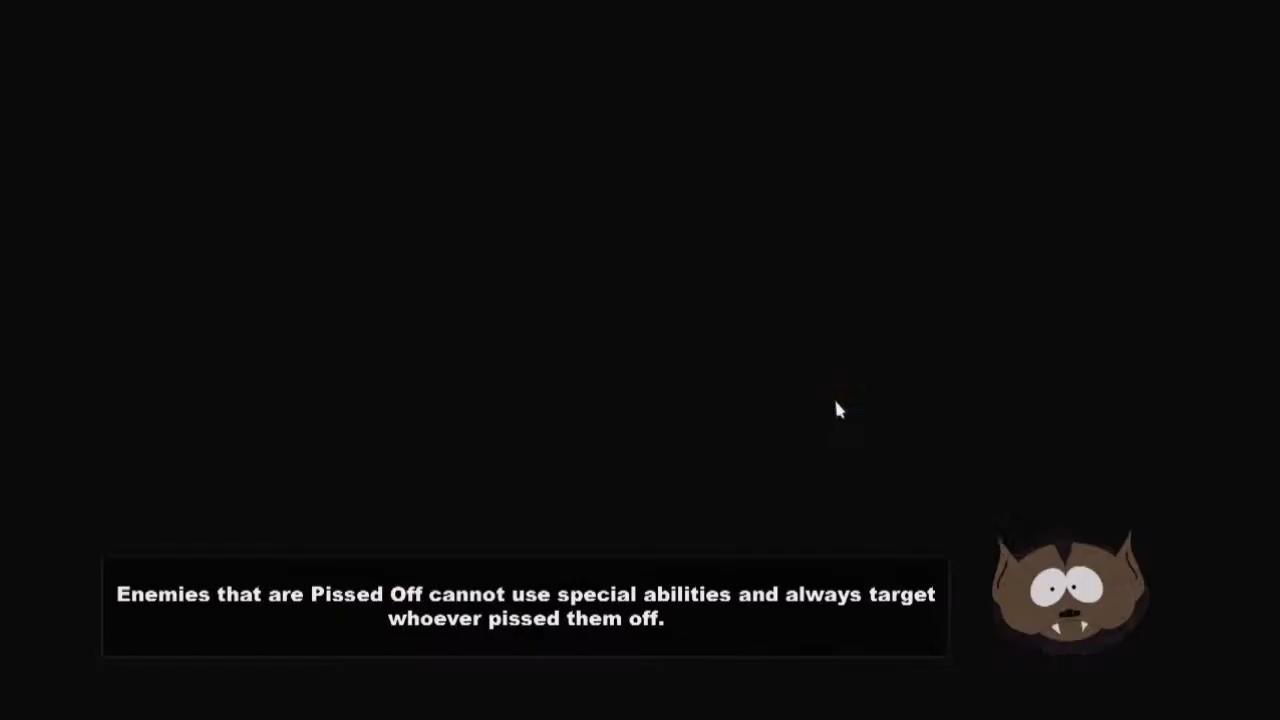 Enemies that are Pissed Off cannot use special abilities and always target
whoever pissed them off.